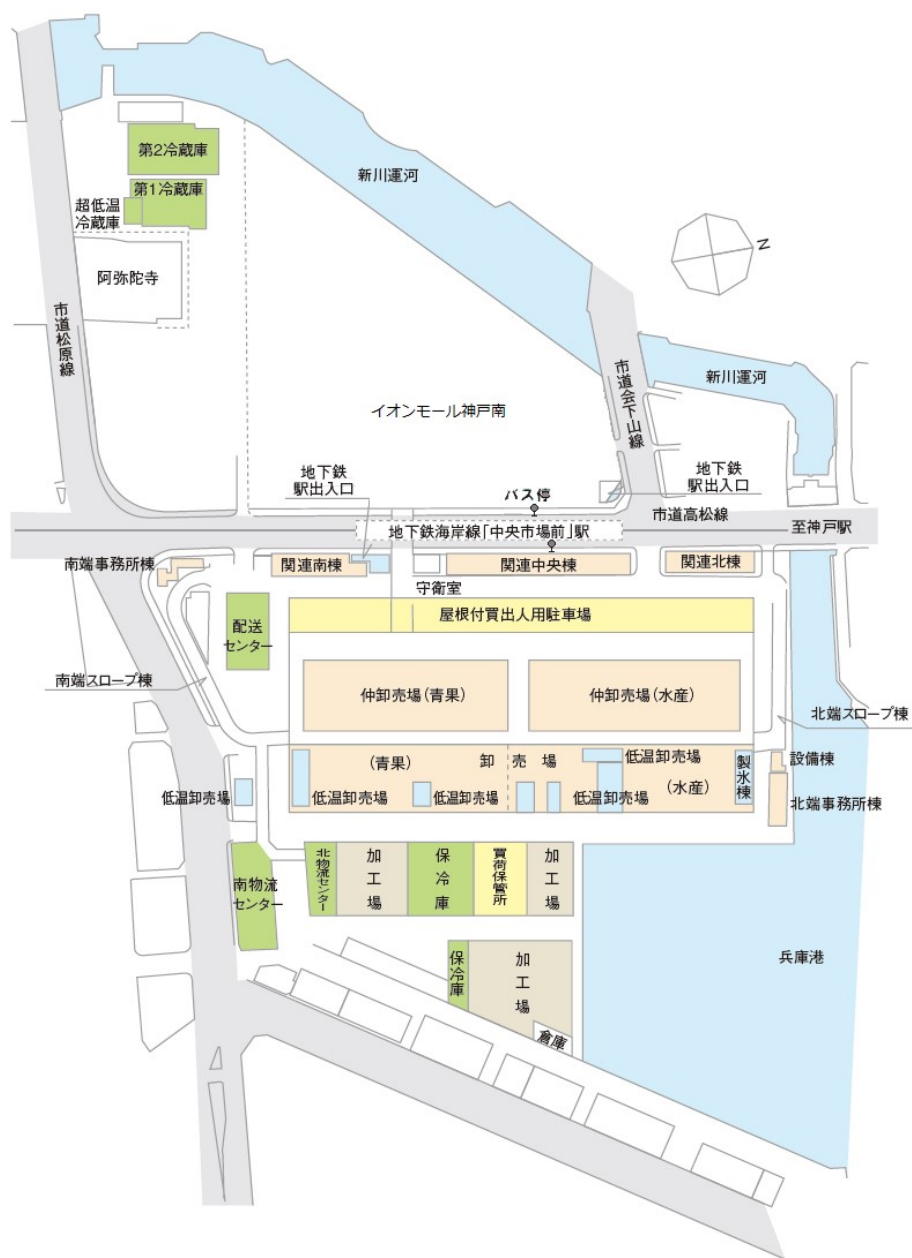 第2冷蔵庫
第1冷蔵庫
超低温
冷蔵庫
阿弥陀寺
市道松原線
新川運河
N
イオンモール神戸南
市道会下山線
新川運河
地下鉄
駅出入口
バス停
地下鉄
駅出入口
市道高松線
地下鉄海岸線「中央市場前」駅
至神戸駅
南端事務所棟
関連南棟
関連中央棟
関連北棟
守衛室
屋根付買出人用駐車場
配送
センター
南端スロープ棟
仲卸売場(青果)
仲卸売場(水産)
北端スロープ棟
(青果)
卸売場
低温卸売場
製氷棟
設備棟
低温卸売場
低温卸売場
低温卸売場
低温卸売場
(水産)
北端事務所棟
南物流
センター
北物流センター
加工場
保冷庫
買荷保管所
加工場
保冷庫
加工場
倉庫
兵庫港